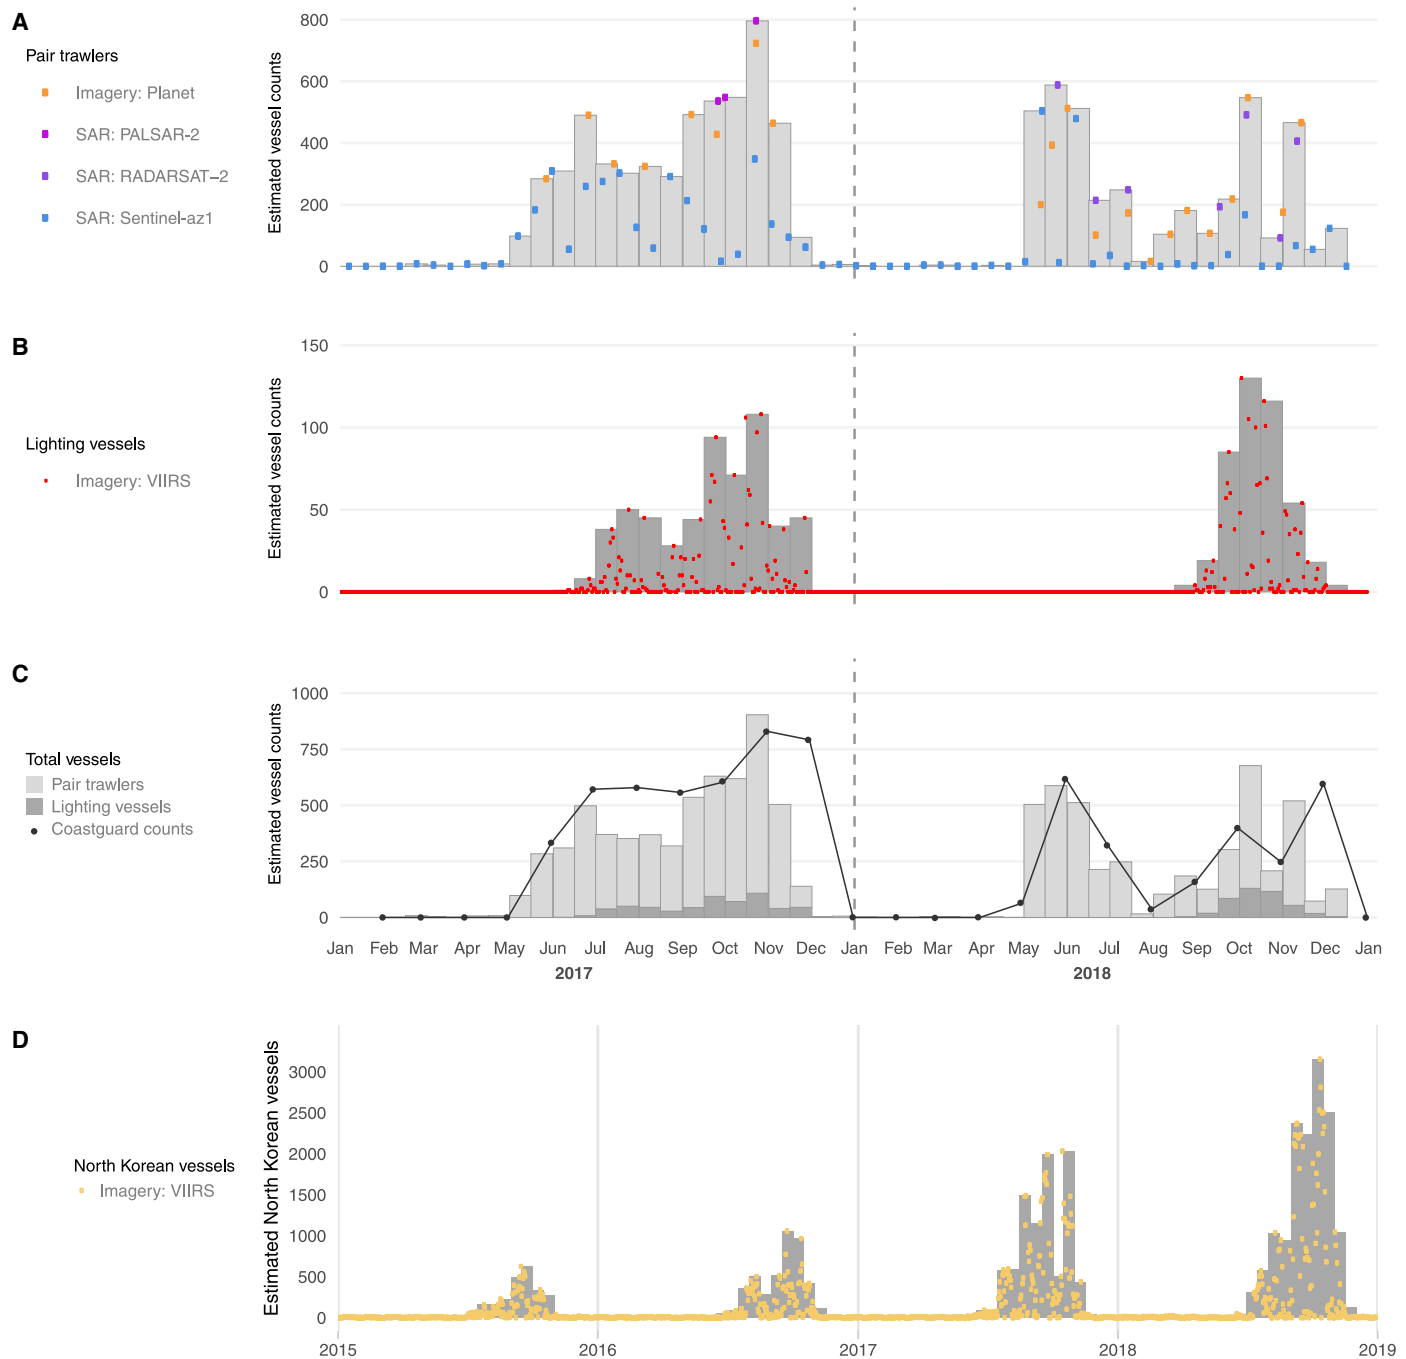 A
Pair trawlers
Imagery: Planet
SAR: PALSAR-2
SAR: RADARSAT−2
SAR: Sentinel-az1
Estimated vessel counts
800
600
400
200
0
B
Lighting vessels
Imagery: VIIRS
Estimated vessel counts
150
100
50
0
C
Total vessels
Pair trawlers
Lighting vessels
Coastguard counts
Estimated vessel counts
1000
750
500
250
0
Jan Feb Mar Apr May Jun Jul Aug Sep Oct Nov Dec Jan Feb Mar Apr May Jun Jul Aug Sep Oct Nov Dec Jan
2017 2018
D
North Korean vessels
Imagery: VIIRS
Estimated North Korean vessels
3000
2500
2000
1500
1000
500
0
2015 2016 2017 2018 2019